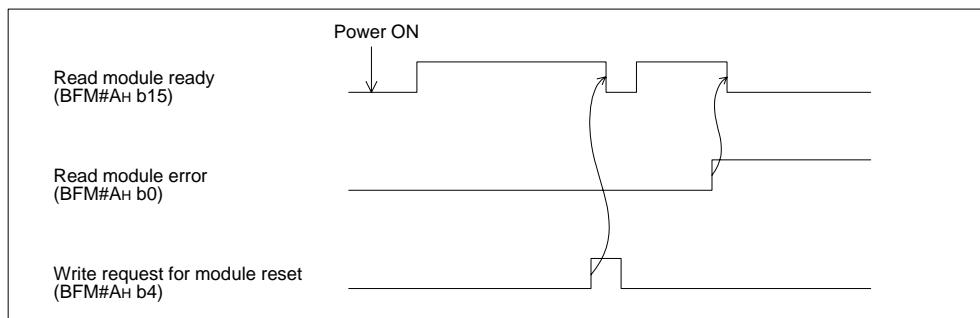 Power ON
Read module ready
(BFM#AH b15)
Read module error
(BFM#AH b0)
Write request for module reset
(BFM#AH b4)